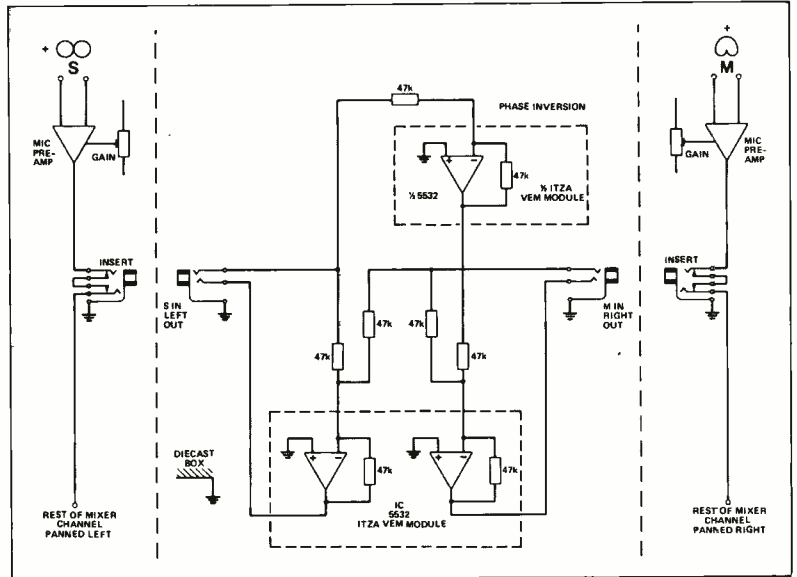 +
S
MIC
PRE-
AMP
GAIN
INSERT
REST OF MIXER
CHANNEL
PANNED LEFT
47k
PHASE INVERSION
+ −
47k
½ 5532
½ ITZA
VEM MODULE
S IN
LEFT
OUT
47k
47k
47k
47k
M IN
RIGHT
OUT
DIECAST
BOX
+ −
47k
+ −
47k
IC
5532
ITZA VEM MODULE
+
M
MIC
PRE-
AMP
GAIN
INSERT
REST OF MIXER
CHANNEL
PANNED RIGHT